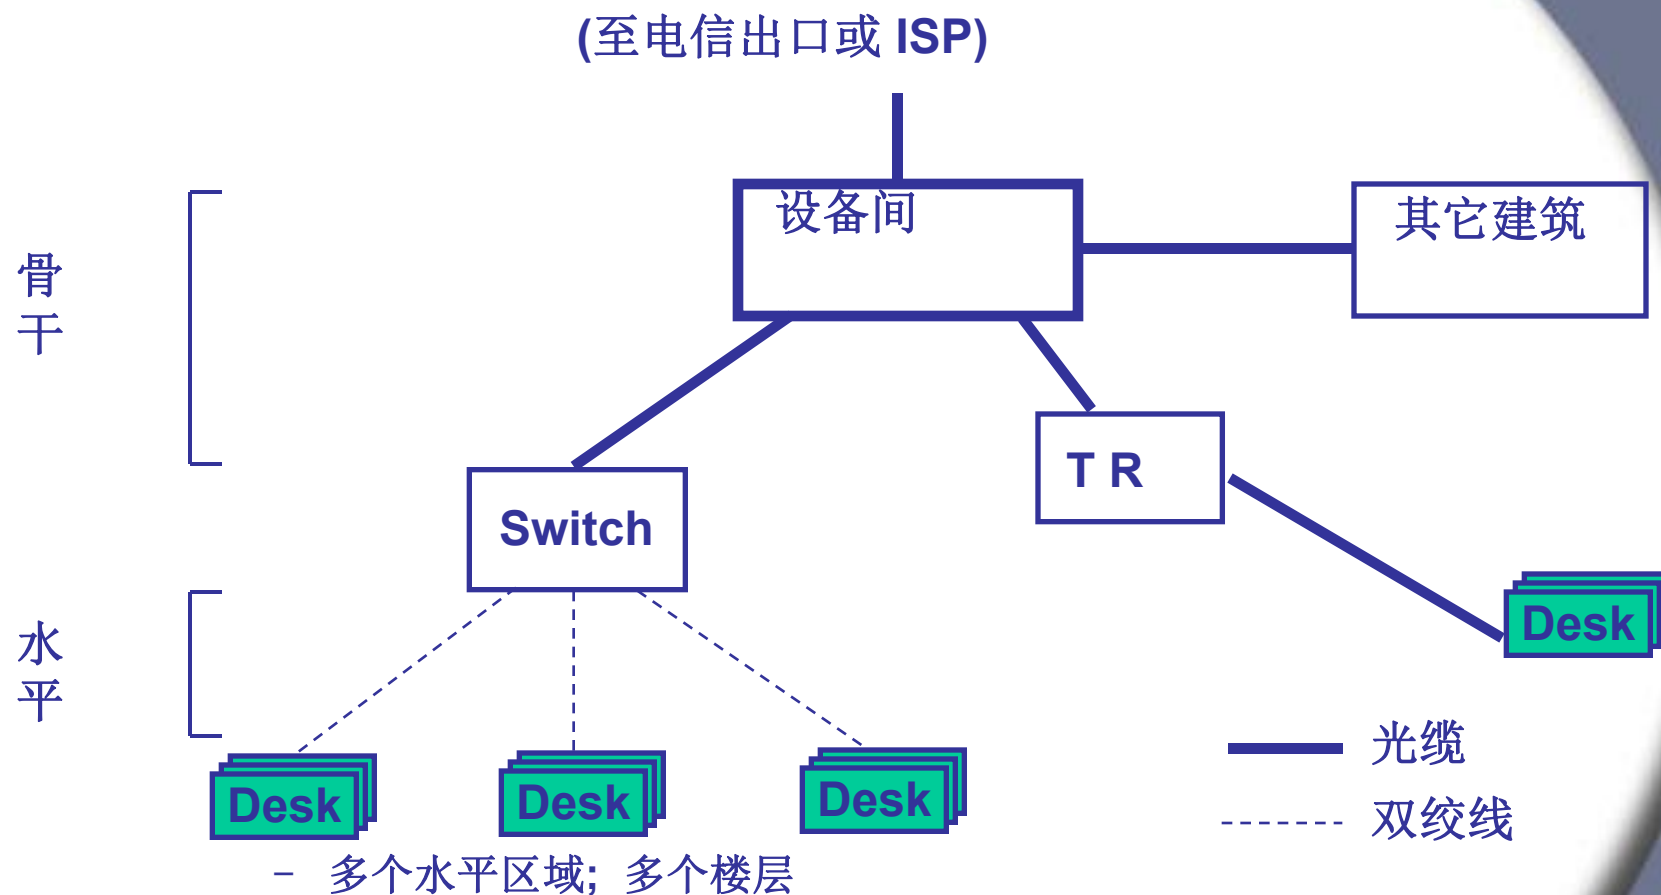 (至电信出口或 ISP)
设备间
其它建筑
骨
干
T R
Switch
水
平
Desk
Desk
Desk
Desk
光缆
双绞线
- 多个水平区域; 多个楼层